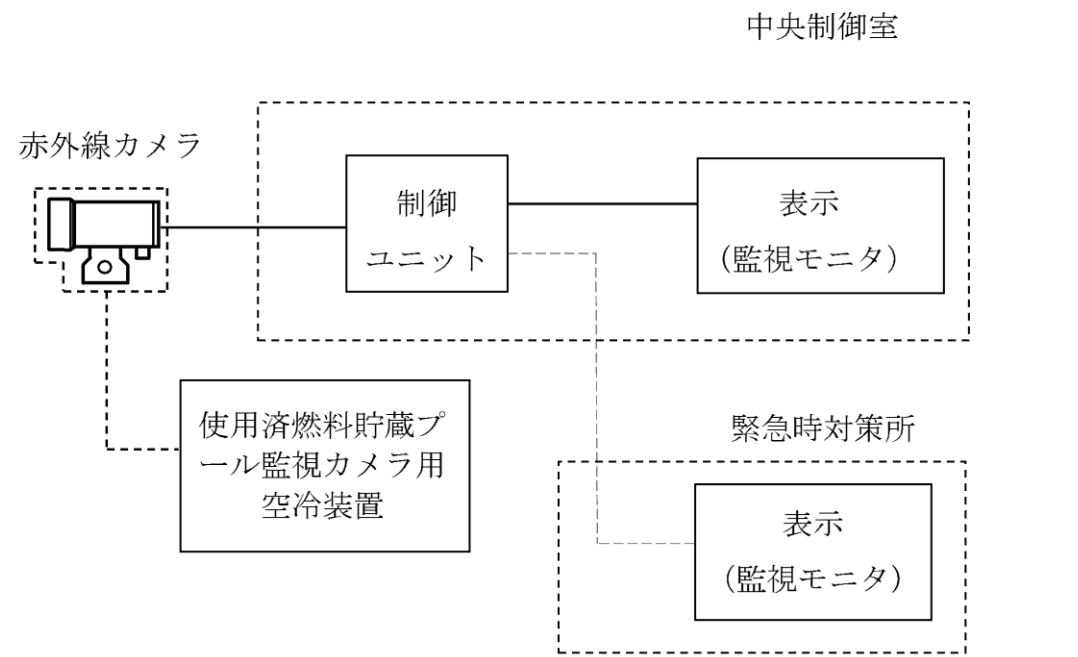 中央制御室
赤外線カメラ
制御
ユニット
表示
（監視モニタ）
使用済燃料貯蔵プ
ール監視カメラ用
空冷装置
緊急時対策所
表示
（監視モニタ）